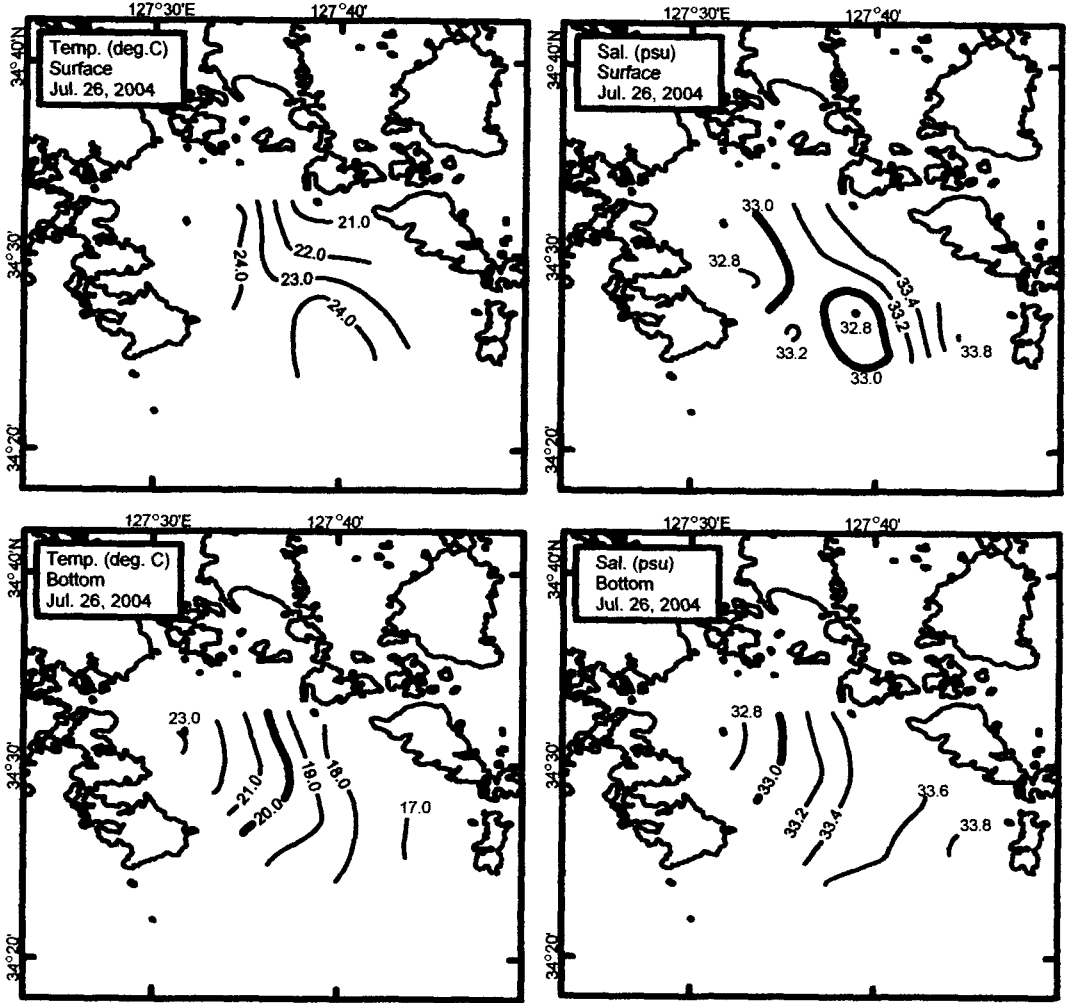 127°30'E 127°40'
34°40'N
34°30'
34°20'
Temp. (deg.C)
Surface
Jul. 26, 2004
24.0
21.0
22.0
23.0
24.0
127°30'E 127°40'
34°40'N
34°30'
34°20'
Sal. (psu)
Surface
Jul. 26, 2004
33.0
32.8
33.4
33.2
32.8
33.2
33.8
33.0
127°30'E 127°40'
34°40'N
34°30'
34°20'
Temp. (deg. C)
Bottom
Jul. 26, 2004
23.0
21.0
20.0
19.0
18.0
17.0
127°30'E 127°40'
34°40'N
34°30'
34°20'
Sal. (psu)
Bottom
Jul. 26, 2004
32.8
33.0
33.2
33.4
33.6
33.8